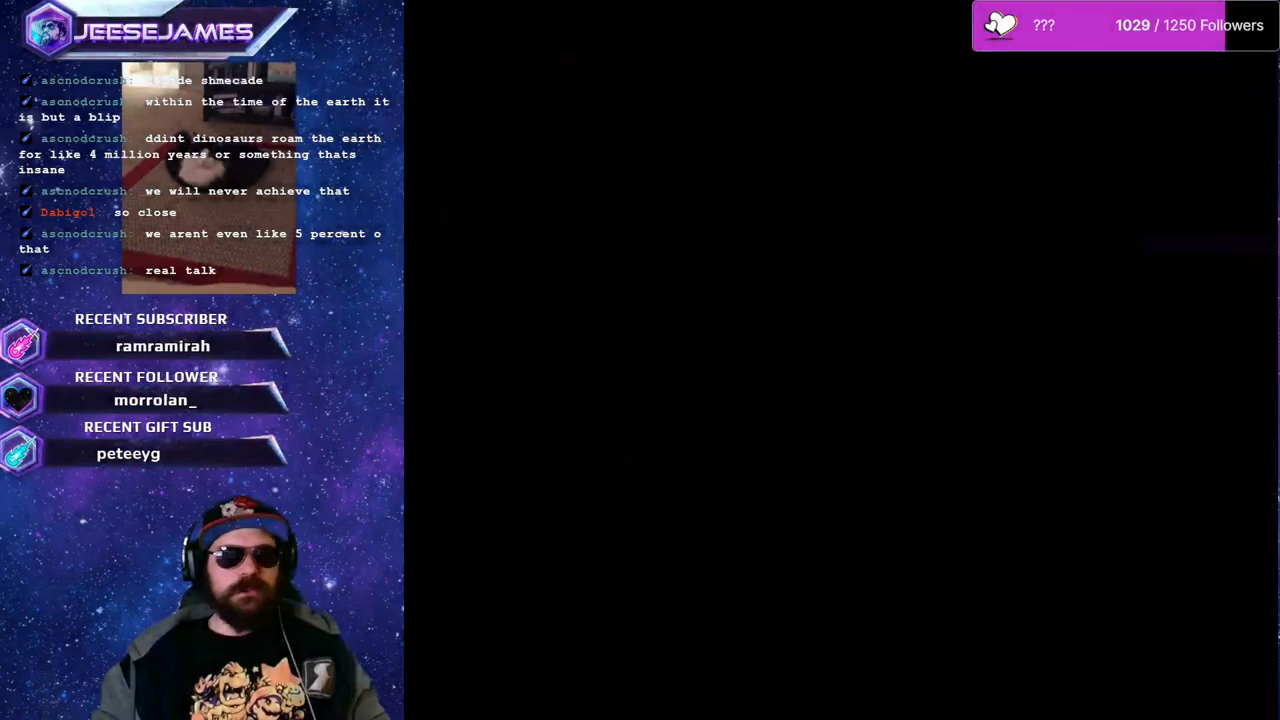 JEESEJAMES
??? 1029 / 1250 Followers
ascnodcrush: shmecade
ascnodcrush: within the time of the earth it
is but a blip
ascnodcrush: ddint dinosaurs roam the earth
for like 4 million years or something thats
insane
ascnodcrush: we will never achieve that
Dabigol: so close
ascnodcrush: we arent even like 5 percent o
that
ascnodcrush: real talk
RECENT SUBSCRIBER
ramramirah
RECENT FOLLOWER
morrolan_
RECENT GIFT SUB
peteeyg